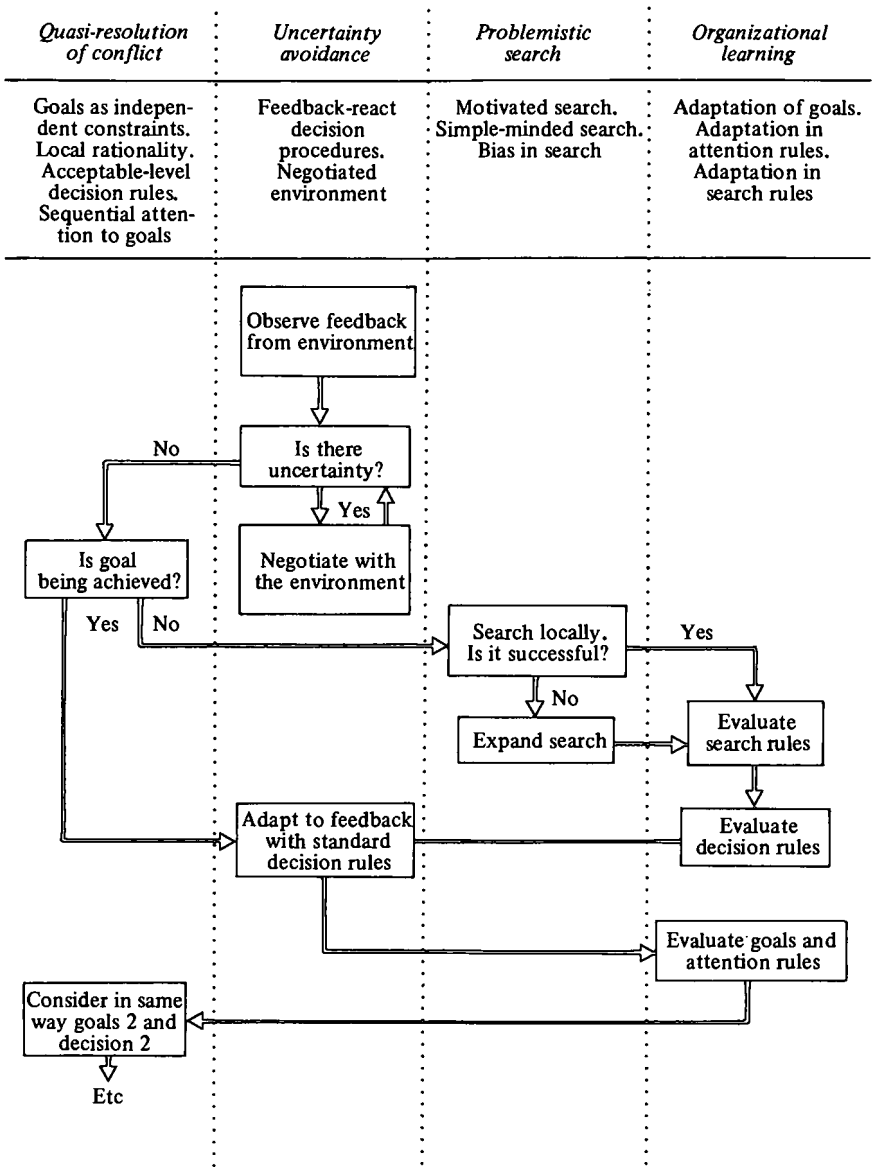 Quasi-resolution
of conflict
Uncertainty
avoidance
Problemistic
search
Organizational
learning
Goals as indepen-
dent constraints.
Local rationality.
Acceptable-level
decision rules.
Sequential atten-
tion to goals
Feedback-react
decision
procedures.
Negotiated
environment
Motivated search.
Simple-minded search.
Bias in search
Adaptation of goals.
Adaptation in
attention rules.
Adaptation in
search rules
Observe feedback
from environment
No
Is there
uncertainty?
Yes
Is goal
being achieved?
Negotiate with
the environment
Yes
No
Search locally.
Is it successful?
Yes
No
Expand search
Evaluate
search rules
Adapt to feedback
with standard
decision rules
Evaluate
decision rules
Evaluate goals and
attention rules
Consider in same
way goals 2 and
decision 2
Etc